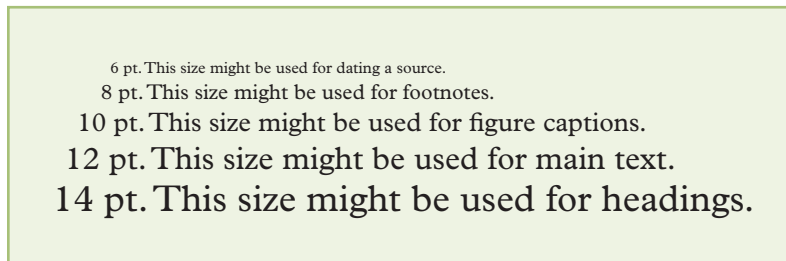 6 pt. This size might be used for dating a source.
8 pt. This size might be used for footnotes.
10 pt. This size might be used for figure captions.
12 pt. This size might be used for main text.
14 pt. This size might be used for headings.